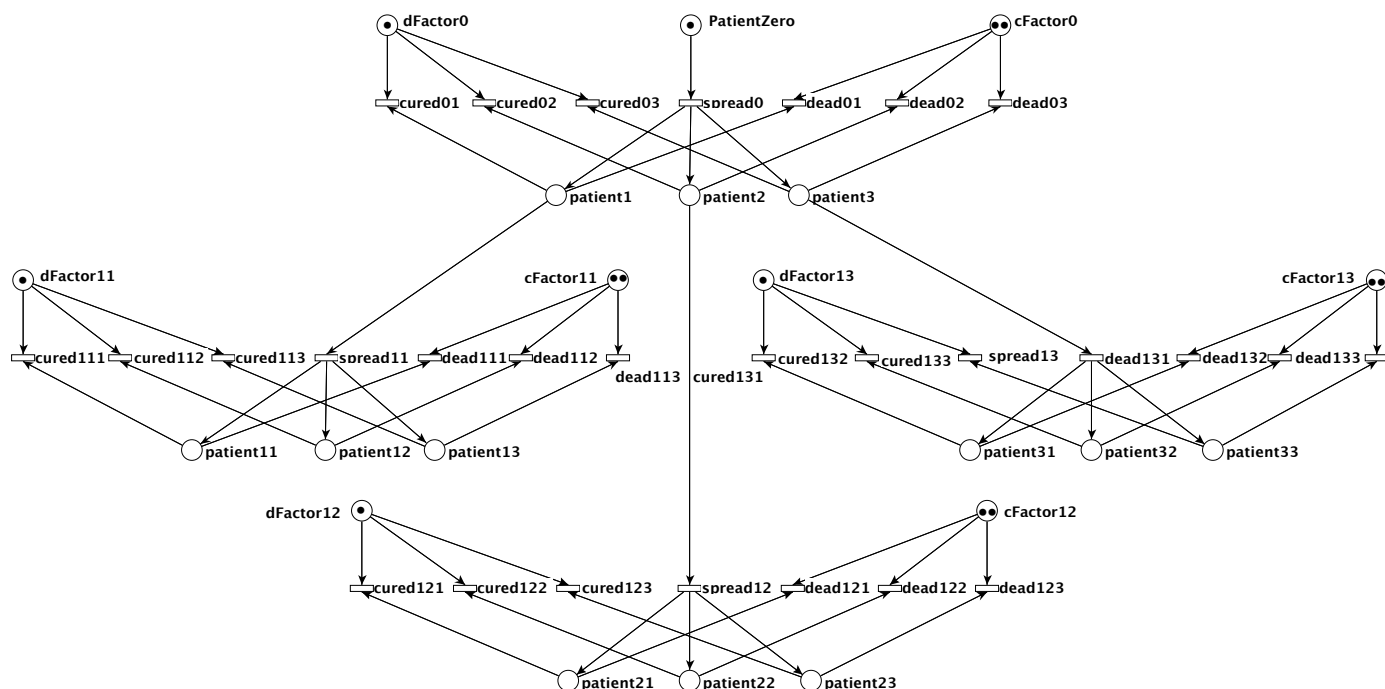 dFactor0 PatientZero cFactor0
cured01 cured02 cured03 spread0 dead01 dead02 dead03
patient1 patient2 patient3
dFactor11 cFactor11 dFactor13 cFactor13
cured111 cured112 cured113 spread11 dead111 dead112 cured132 cured133 spread13 dead131 dead132 dead133
dead113 cured131
patient11 patient12 patient13 patient31 patient32 patient33
dFactor12 cFactor12
cured121 cured122 cured123 spread12 dead121 dead122 dead123
patient21 patient22 patient23